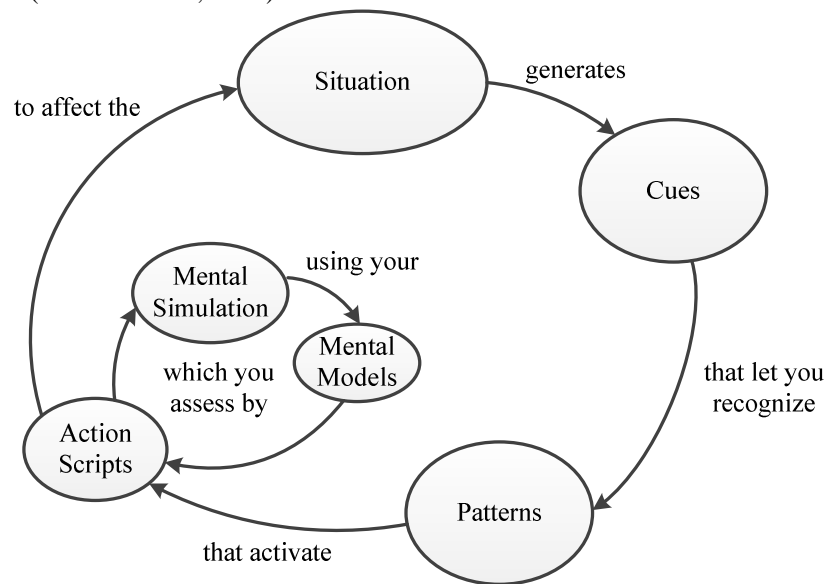 Situation
generates
to affect the
Cues
Mental
Simulation
using your
Mental
Models
which you
assess by
that let you
recognize
Action
Scripts
Patterns
that activate